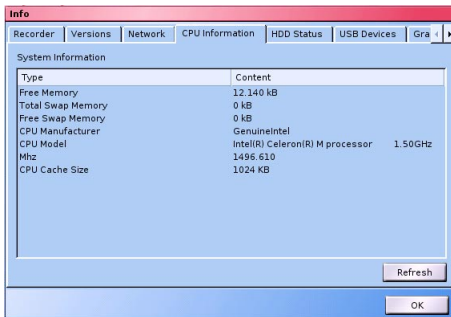 Info
Recorder Versions Network CPU Information HDD Status USB Devices Gra
System Information
Type Content
Free Memory 12.140 kB
Total Swap Memory 0 kB
Free Swap Memory 0 kB
CPU Manufacturer GenuineIntel
CPU Model Intel(R) Celeron(R) M processor 1.50GHz
Mhz 1496.610
CPU Cache Size 1024 KB
Refresh
OK